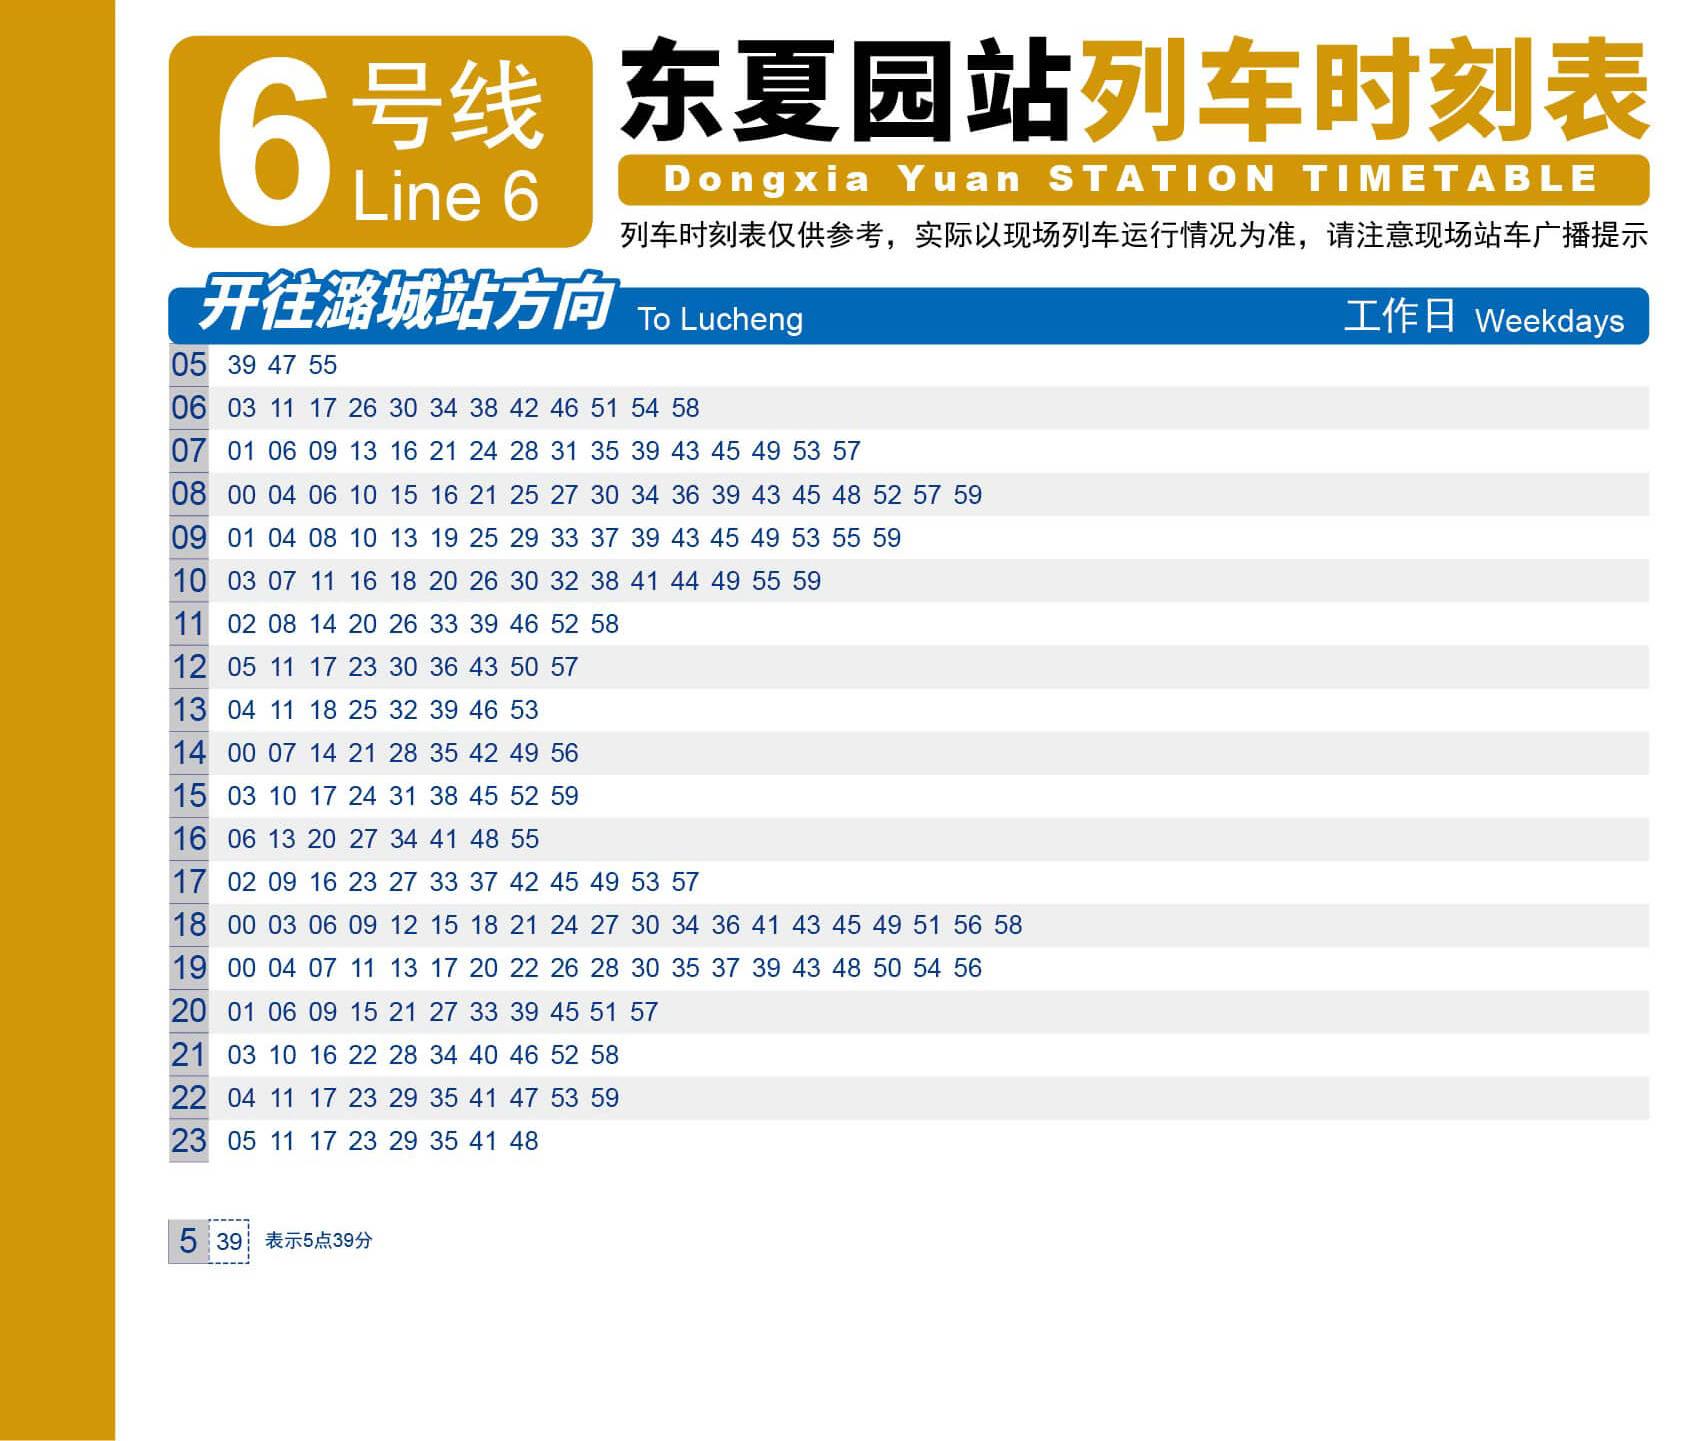 6号线
Line 6
东夏园站列车时刻表
Dongxia Yuan STATION TIMETABLE
列车时刻表仅供参考，实际以现场列车运行情况为准，请注意现场站车广播提示
开往潞城站方向 To Lucheng 工作日 Weekdays
05 39 47 55
06 03 11 17 26 30 34 38 42 46 51 54 58
07 01 06 09 13 16 21 24 28 31 35 39 43 45 49 53 57
08 00 04 06 10 15 16 21 25 27 30 34 36 39 43 45 48 52 57 59
09 01 04 08 10 13 19 25 29 33 37 39 43 45 49 53 55 59
10 03 07 11 16 18 20 26 30 32 38 41 44 49 55 59
11 02 08 14 20 26 33 39 46 52 58
12 05 11 17 23 30 36 43 50 57
13 04 11 18 25 32 39 46 53
14 00 07 14 21 28 35 42 49 56
15 03 10 17 24 31 38 45 52 59
16 06 13 20 27 34 41 48 55
17 02 09 16 23 27 33 37 42 45 49 53 57
18 00 03 06 09 12 15 18 21 24 27 30 34 36 41 43 45 49 51 56 58
19 00 04 07 11 13 17 20 22 26 28 30 35 37 39 43 48 50 54 56
20 01 06 09 15 21 27 33 39 45 51 57
21 03 10 16 22 28 34 40 46 52 58
22 04 11 17 23 29 35 41 47 53 59
23 05 11 17 23 29 35 41 48
5 39 表示5点39分